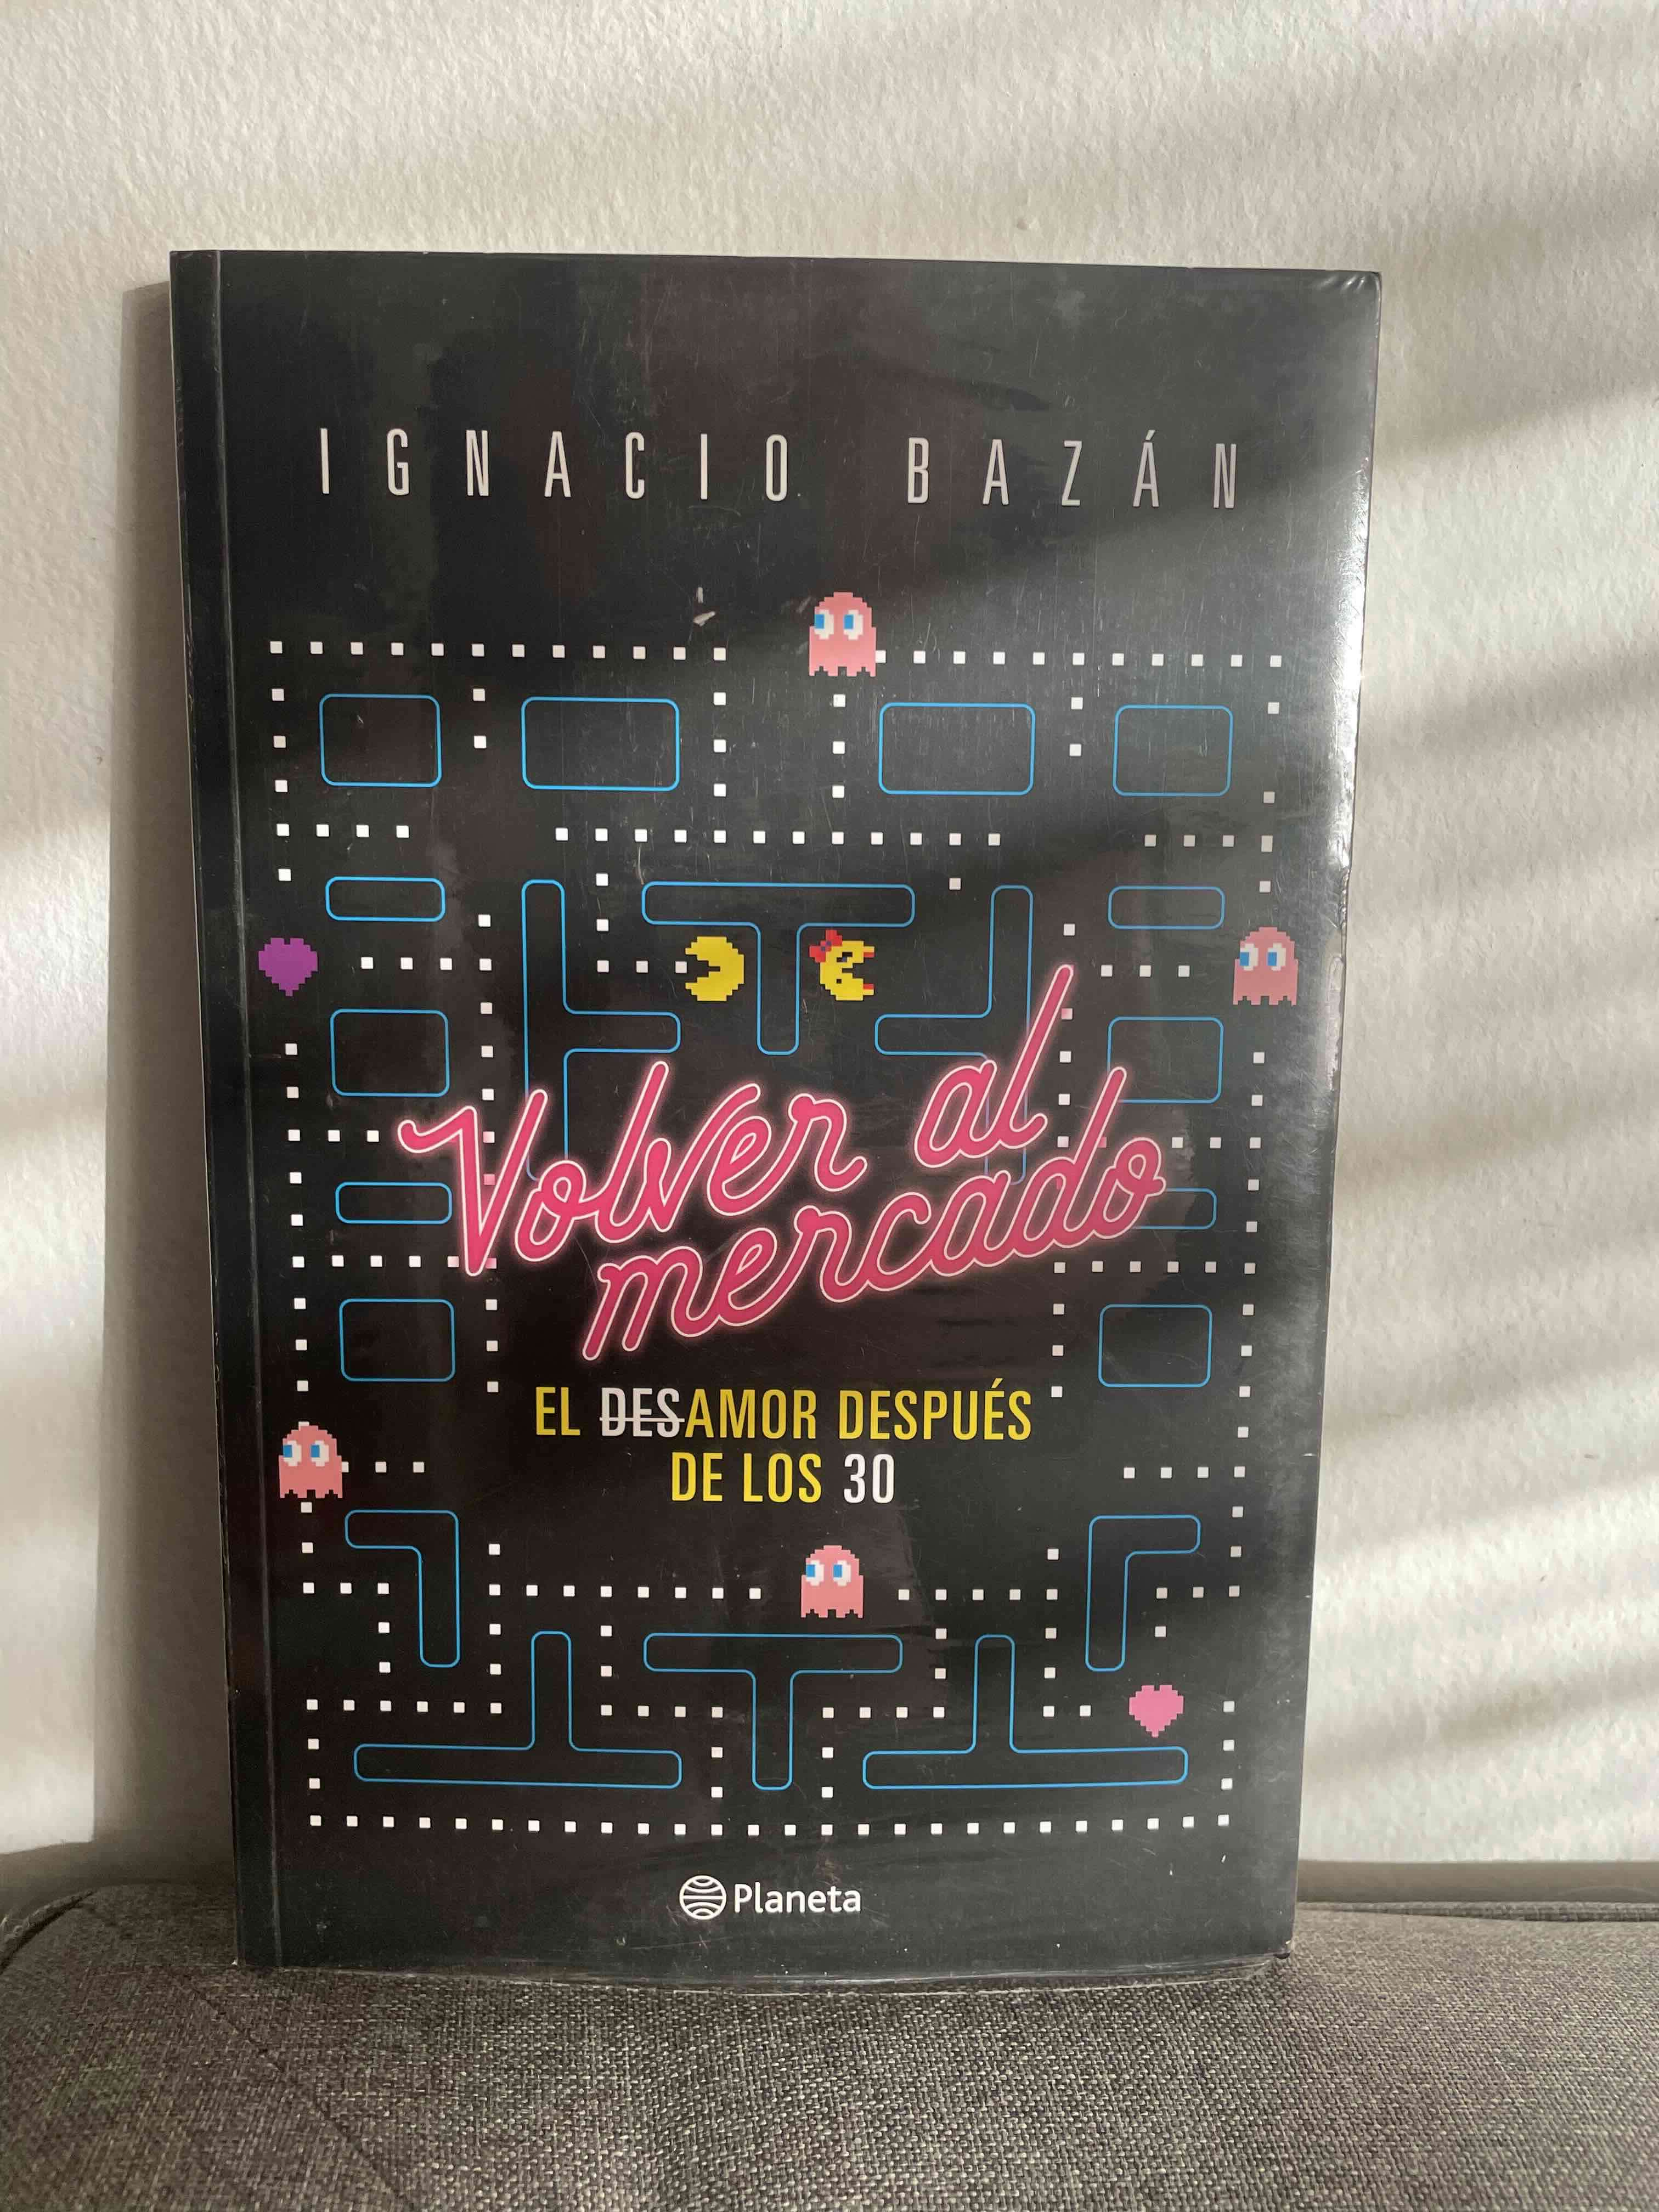 IGNACIO BAZÁN
Volver al
mercado
EL DESAMOR DESPUÉS
DE LOS 30
Planeta